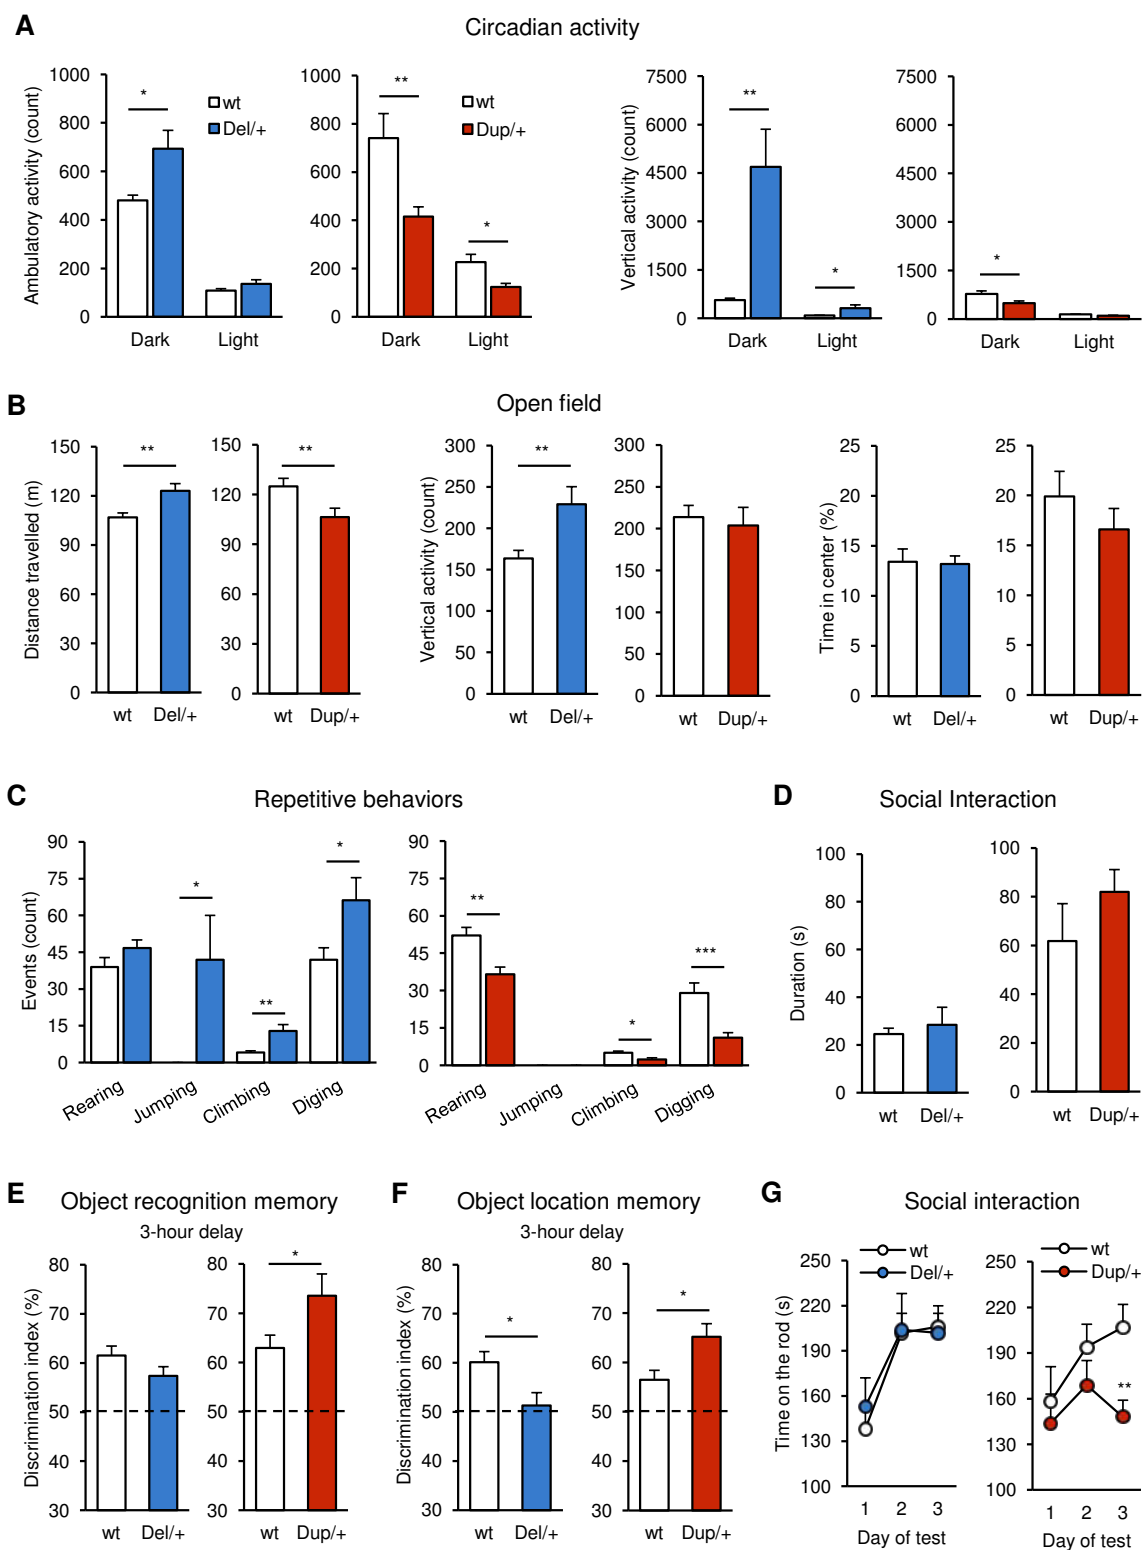 A
Circadian activity
Ambulatory activity (count)
1000
800
600
400
200
0
*
wt
Del/+
Dark Light
1000
800
600
400
200
0
**
*
wt
Dup/+
Dark Light
Vertical activity (count)
7500
6000
4500
3000
1500
0
**
*
Dark Light
7500
6000
4500
3000
1500
0
*
Dark Light
B
Open field
Distance travelled (m)
150
120
90
60
30
0
**
wt Del/+
150
120
90
60
30
0
**
wt Dup/+
Vertical activity (count)
300
250
200
150
100
50
0
**
wt Del/+
300
250
200
150
100
50
0
wt Dup/+
Time in center (%)
25
20
15
10
5
0
wt Del/+
25
20
15
10
5
0
wt Dup/+
C
Repetitive behaviors
Events (count)
90
75
60
45
30
15
0
*
**
*
Rearing Jumping Climbing Diging
90
75
60
45
30
15
0
**
*
***
Rearing Jumping Climbing Digging
D
Social Interaction
Duration (s)
100
80
60
40
20
0
wt Del/+
100
80
60
40
20
0
wt Dup/+
E
Object recognition memory
3-hour delay
Discrimination index (%)
80
70
60
50
40
30
wt Del/+
80
70
60
50
40
30
*
wt Dup/+
F
Object location memory
3-hour delay
Discrimination index (%)
80
70
60
50
40
30
*
wt Del/+
80
70
60
50
40
30
*
wt Dup/+
G
Social interaction
Time on the rod (s)
250
220
190
160
130
100
wt
Del/+
1 2 3
Day of test
250
220
190
160
130
100
wt
Dup/+
**
1 2 3
Day of test